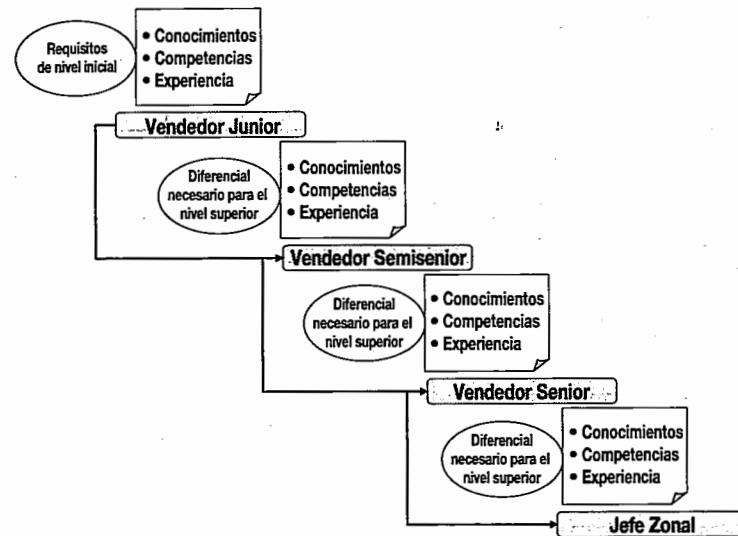 Requisitos
de nivel inicial
• Conocimientos
• Competencias
• Experiencia
Vendedor Junior
Diferencial
necesario para el
nivel superior
• Conocimientos
• Competencias
• Experiencia
Vendedor Semisenior
Diferencial
necesario para el
nivel superior
• Conocimientos
• Competencias
• Experiencia
Vendedor Senior
Diferencial
necesario para el
nivel superior
• Conocimientos
• Competencias
• Experiencia
Jefe Zonal